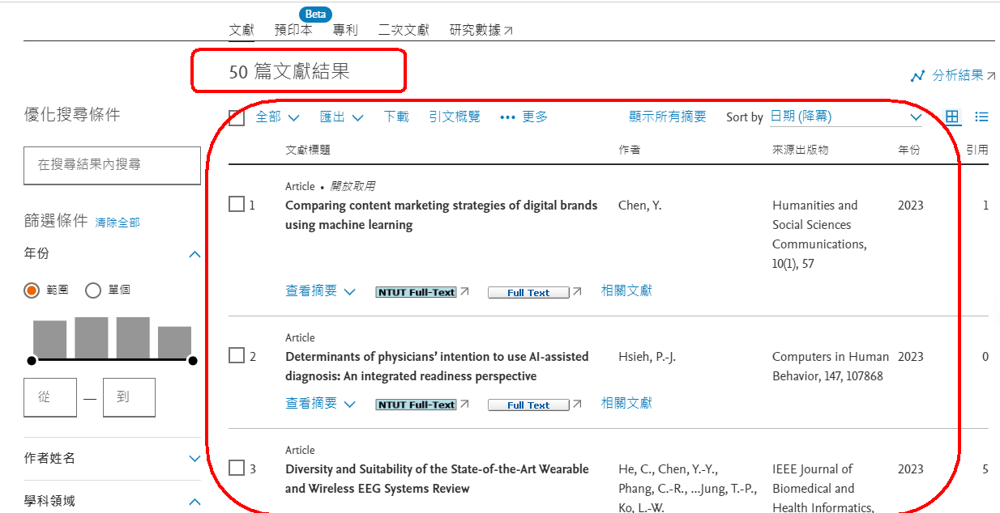 Beta
文獻 預印本 專利 二次文獻 研究數據
50 篇文獻結果
分析結果
優化搜尋條件
全部 匯出 下載 引文概覽 ••• 更多 顯示所有摘要 Sort by 日期 (降冪)
文獻標題 作者 來源出版物 年份 引用
在搜尋結果內搜尋
Article • 開放取用
1 Comparing content marketing strategies of digital brands Chen, Y. Humanities and 2023 1
using machine learning Social Sciences
Communications,
10(1), 57
篩選條件 清除全部
年份
範圍 單個
查看摘要 NTUT Full-Text Full Text 相關文獻
Article
2 Determinants of physicians’ intention to use AI-assisted Hsieh, P.-J. Computers in Human 2023 0
diagnosis: An integrated readiness perspective Behavior, 147, 107868
從 — 到
查看摘要 NTUT Full-Text Full Text 相關文獻
Article
作者姓名
3 Diversity and Suitability of the State-of-the-Art Wearable He, C., Chen, Y.-Y., IEEE Journal of 2023 5
and Wireless EEG Systems Review Phang, C.-R., ...Jung, T.-P., Biomedical and
學科領域
Ko, L.-W. Health Informatics,